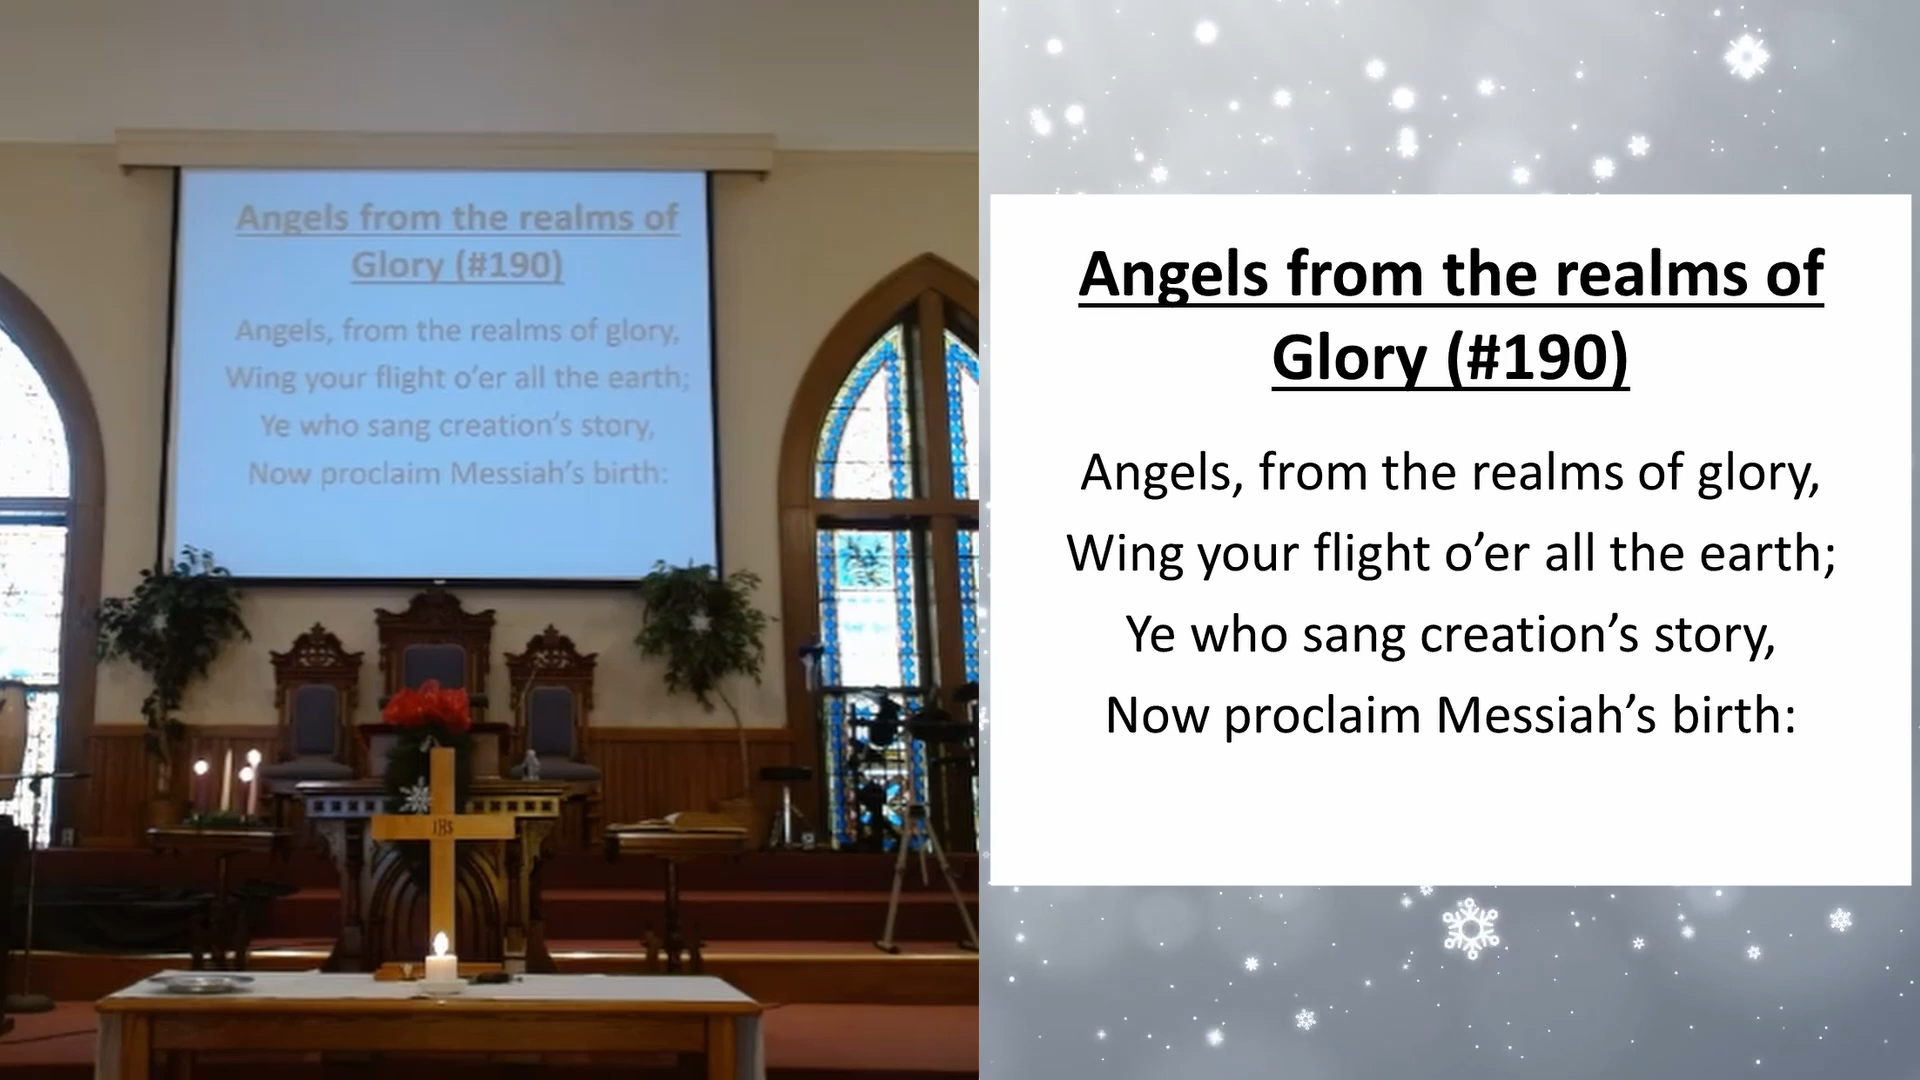 Angels from the realms of
Glory (#190)
Angels, from the realms of glory,
Wing your flight o’er all the earth;
Ye who sang creation’s story,
Now proclaim Messiah’s birth:
IHS
Angels from the realms of
Glory (#190)
Angels, from the realms of glory,
Wing your flight o’er all the earth;
Ye who sang creation’s story,
Now proclaim Messiah’s birth: